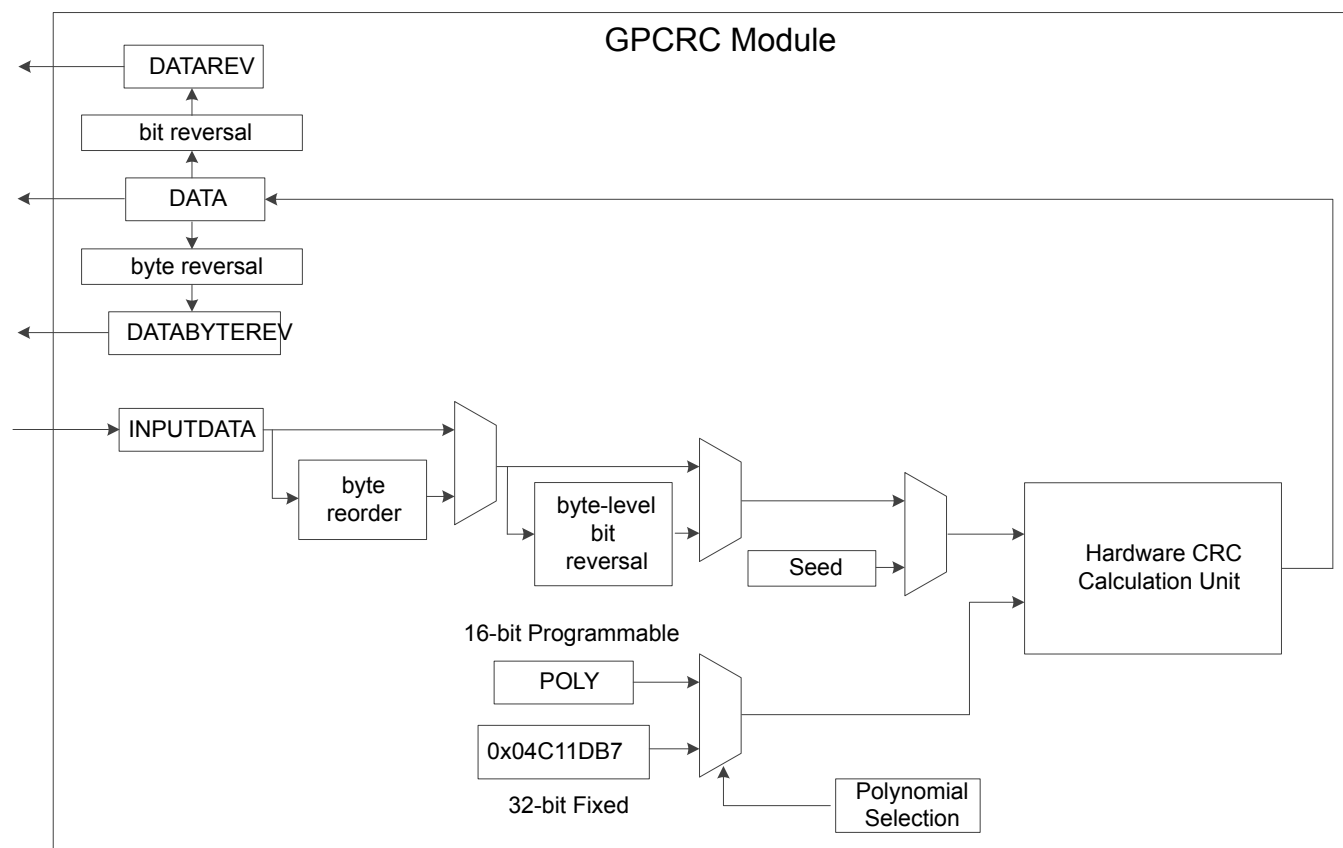 GPCRC Module
DATAREV
bit reversal
DATA
byte reversal
DATABYTEREV
INPUTDATA
byte
reorder
byte-level
bit
reversal
Seed
Hardware CRC
Calculation Unit
16-bit Programmable
POLY
0x04C11DB7
32-bit Fixed
Polynomial
Selection